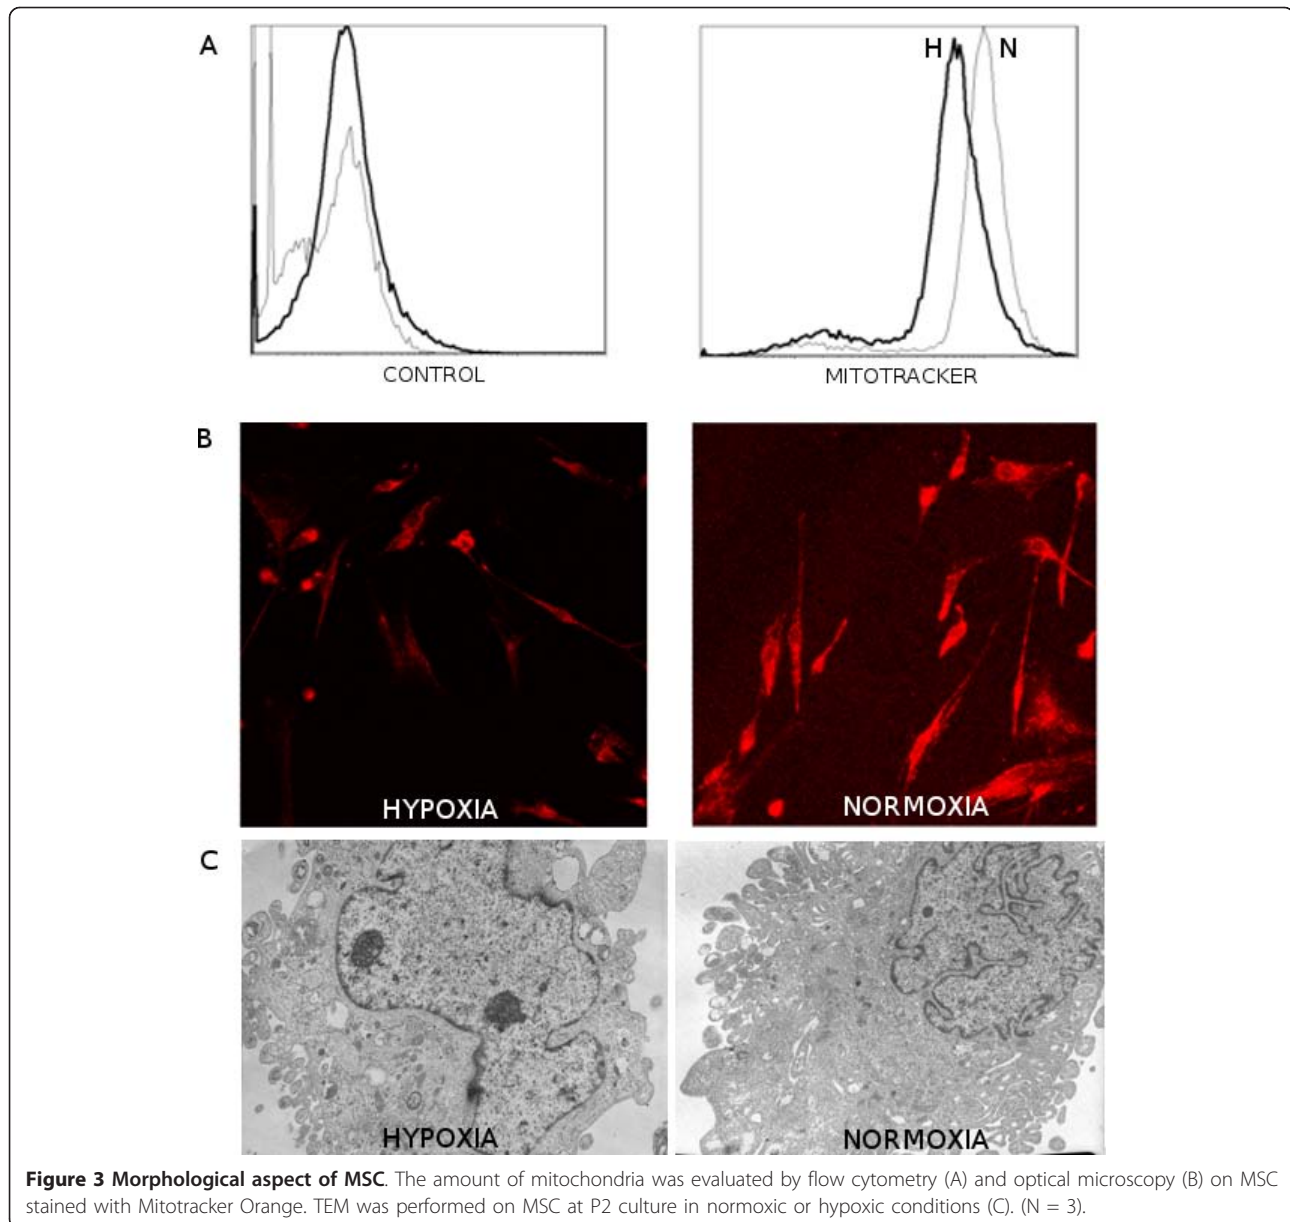 A
H N
CONTROL
MITOTRACKER
B
HYPOXIA
NORMOXIA
C
HYPOXIA
NORMOXIA
Figure 3 Morphological aspect of MSC. The amount of mitochondria was evaluated by flow cytometry (A) and optical microscopy (B) on MSC
stained with Mitotracker Orange. TEM was performed on MSC at P2 culture in normoxic or hypoxic conditions (C). (N = 3).